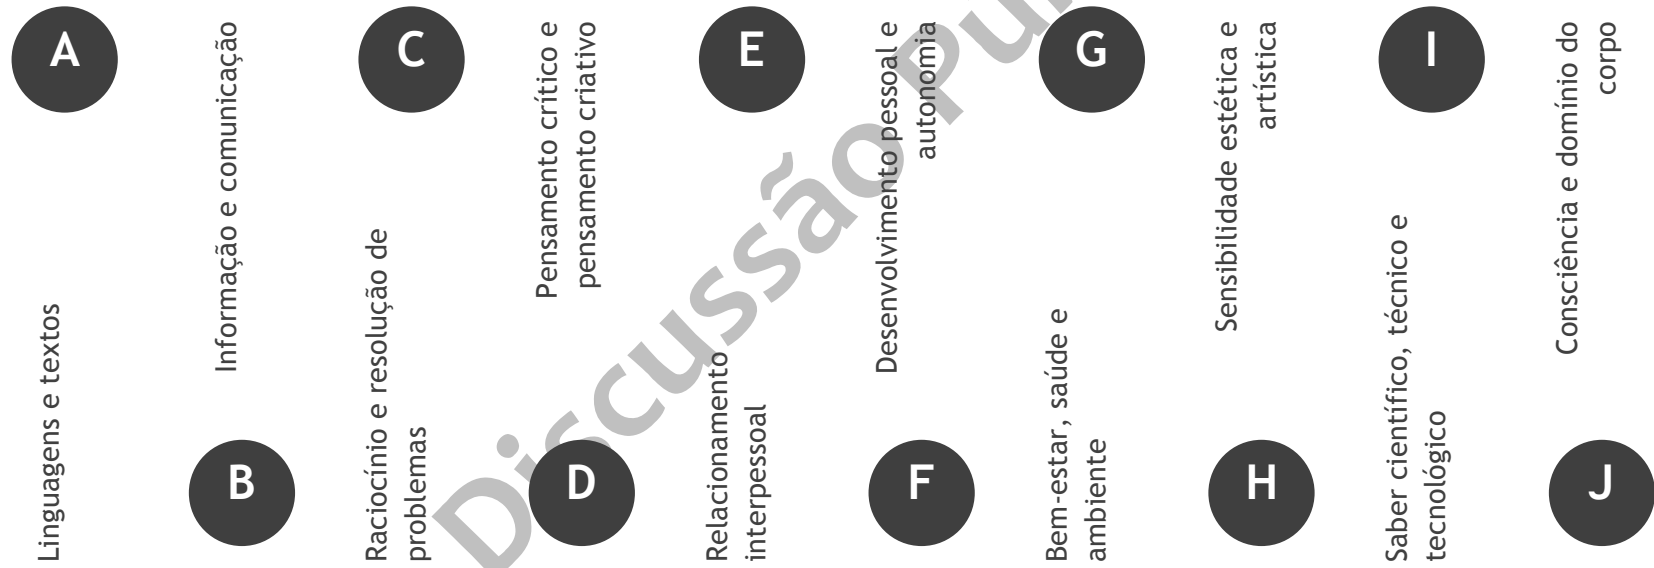 A
Linguagens e textos
B
Informação e comunicação
C
Raciocínio e resolução de
problemas
D
Pensamento crítico e
pensamento criativo
E
Relacionamento
interpessoal
F
Desenvolvimento pessoal e
autonomia
G
Bem-estar, saúde e
ambiente
H
Sensibilidade estética e
artística
I
Saber científico, técnico e
tecnológico
J
Consciência e domínio do
corpo
Discussão